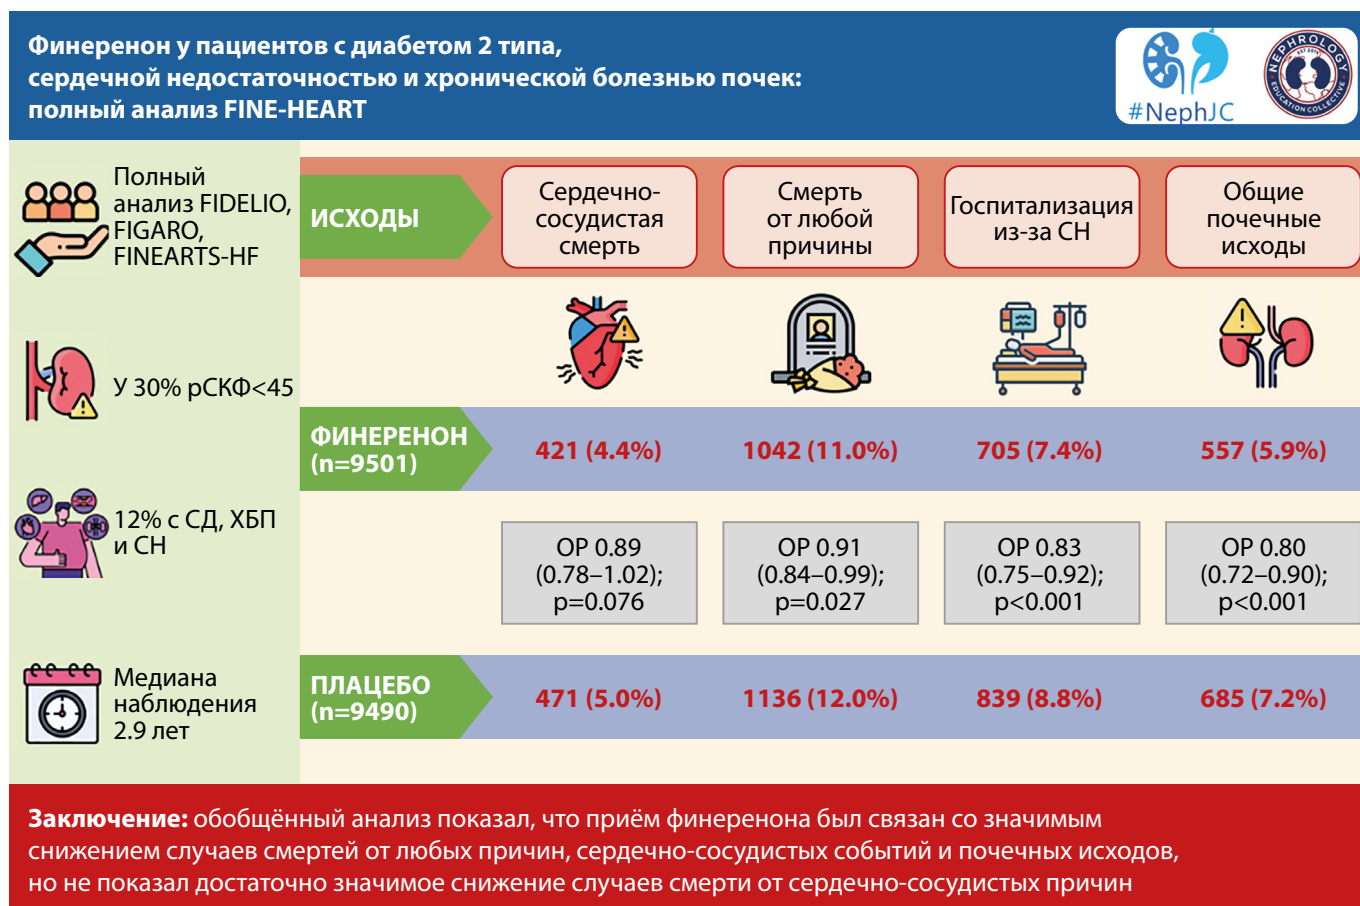 Финеренон у пациентов с диабетом 2 типа,
сердечной недостаточностью и хронической болезнью почек:
полный анализ FINE-HEART
#NephJC
NEPHROLOGY
EDUCATION COLLECTIVE
Полный
анализ FIDELIO,
FIGARO,
FINEARTS-HF
У 30% рСКФ<45
12% с СД, ХБП
и СН
Медиана
наблюдения
2.9 лет
ИСХОДЫ
Сердечно-
сосудистая
смерть
Смерть
от любой
причины
Госпитализация
из-за СН
Общие
почечные
исходы
ФИНЕРЕНОН
(n=9501)
421 (4.4%)
1042 (11.0%)
705 (7.4%)
557 (5.9%)
ОР 0.89
(0.78–1.02);
p=0.076
ОР 0.91
(0.84–0.99);
p=0.027
ОР 0.83
(0.75–0.92);
p<0.001
ОР 0.80
(0.72–0.90);
p<0.001
ПЛАЦЕБО
(n=9490)
471 (5.0%)
1136 (12.0%)
839 (8.8%)
685 (7.2%)
Заключение: обобщённый анализ показал, что приём финеренона был связан со значимым
снижением случаев смертей от любых причин, сердечно-сосудистых событий и почечных исходов,
но не показал достаточно значимое снижение случаев смерти от сердечно-сосудистых причин